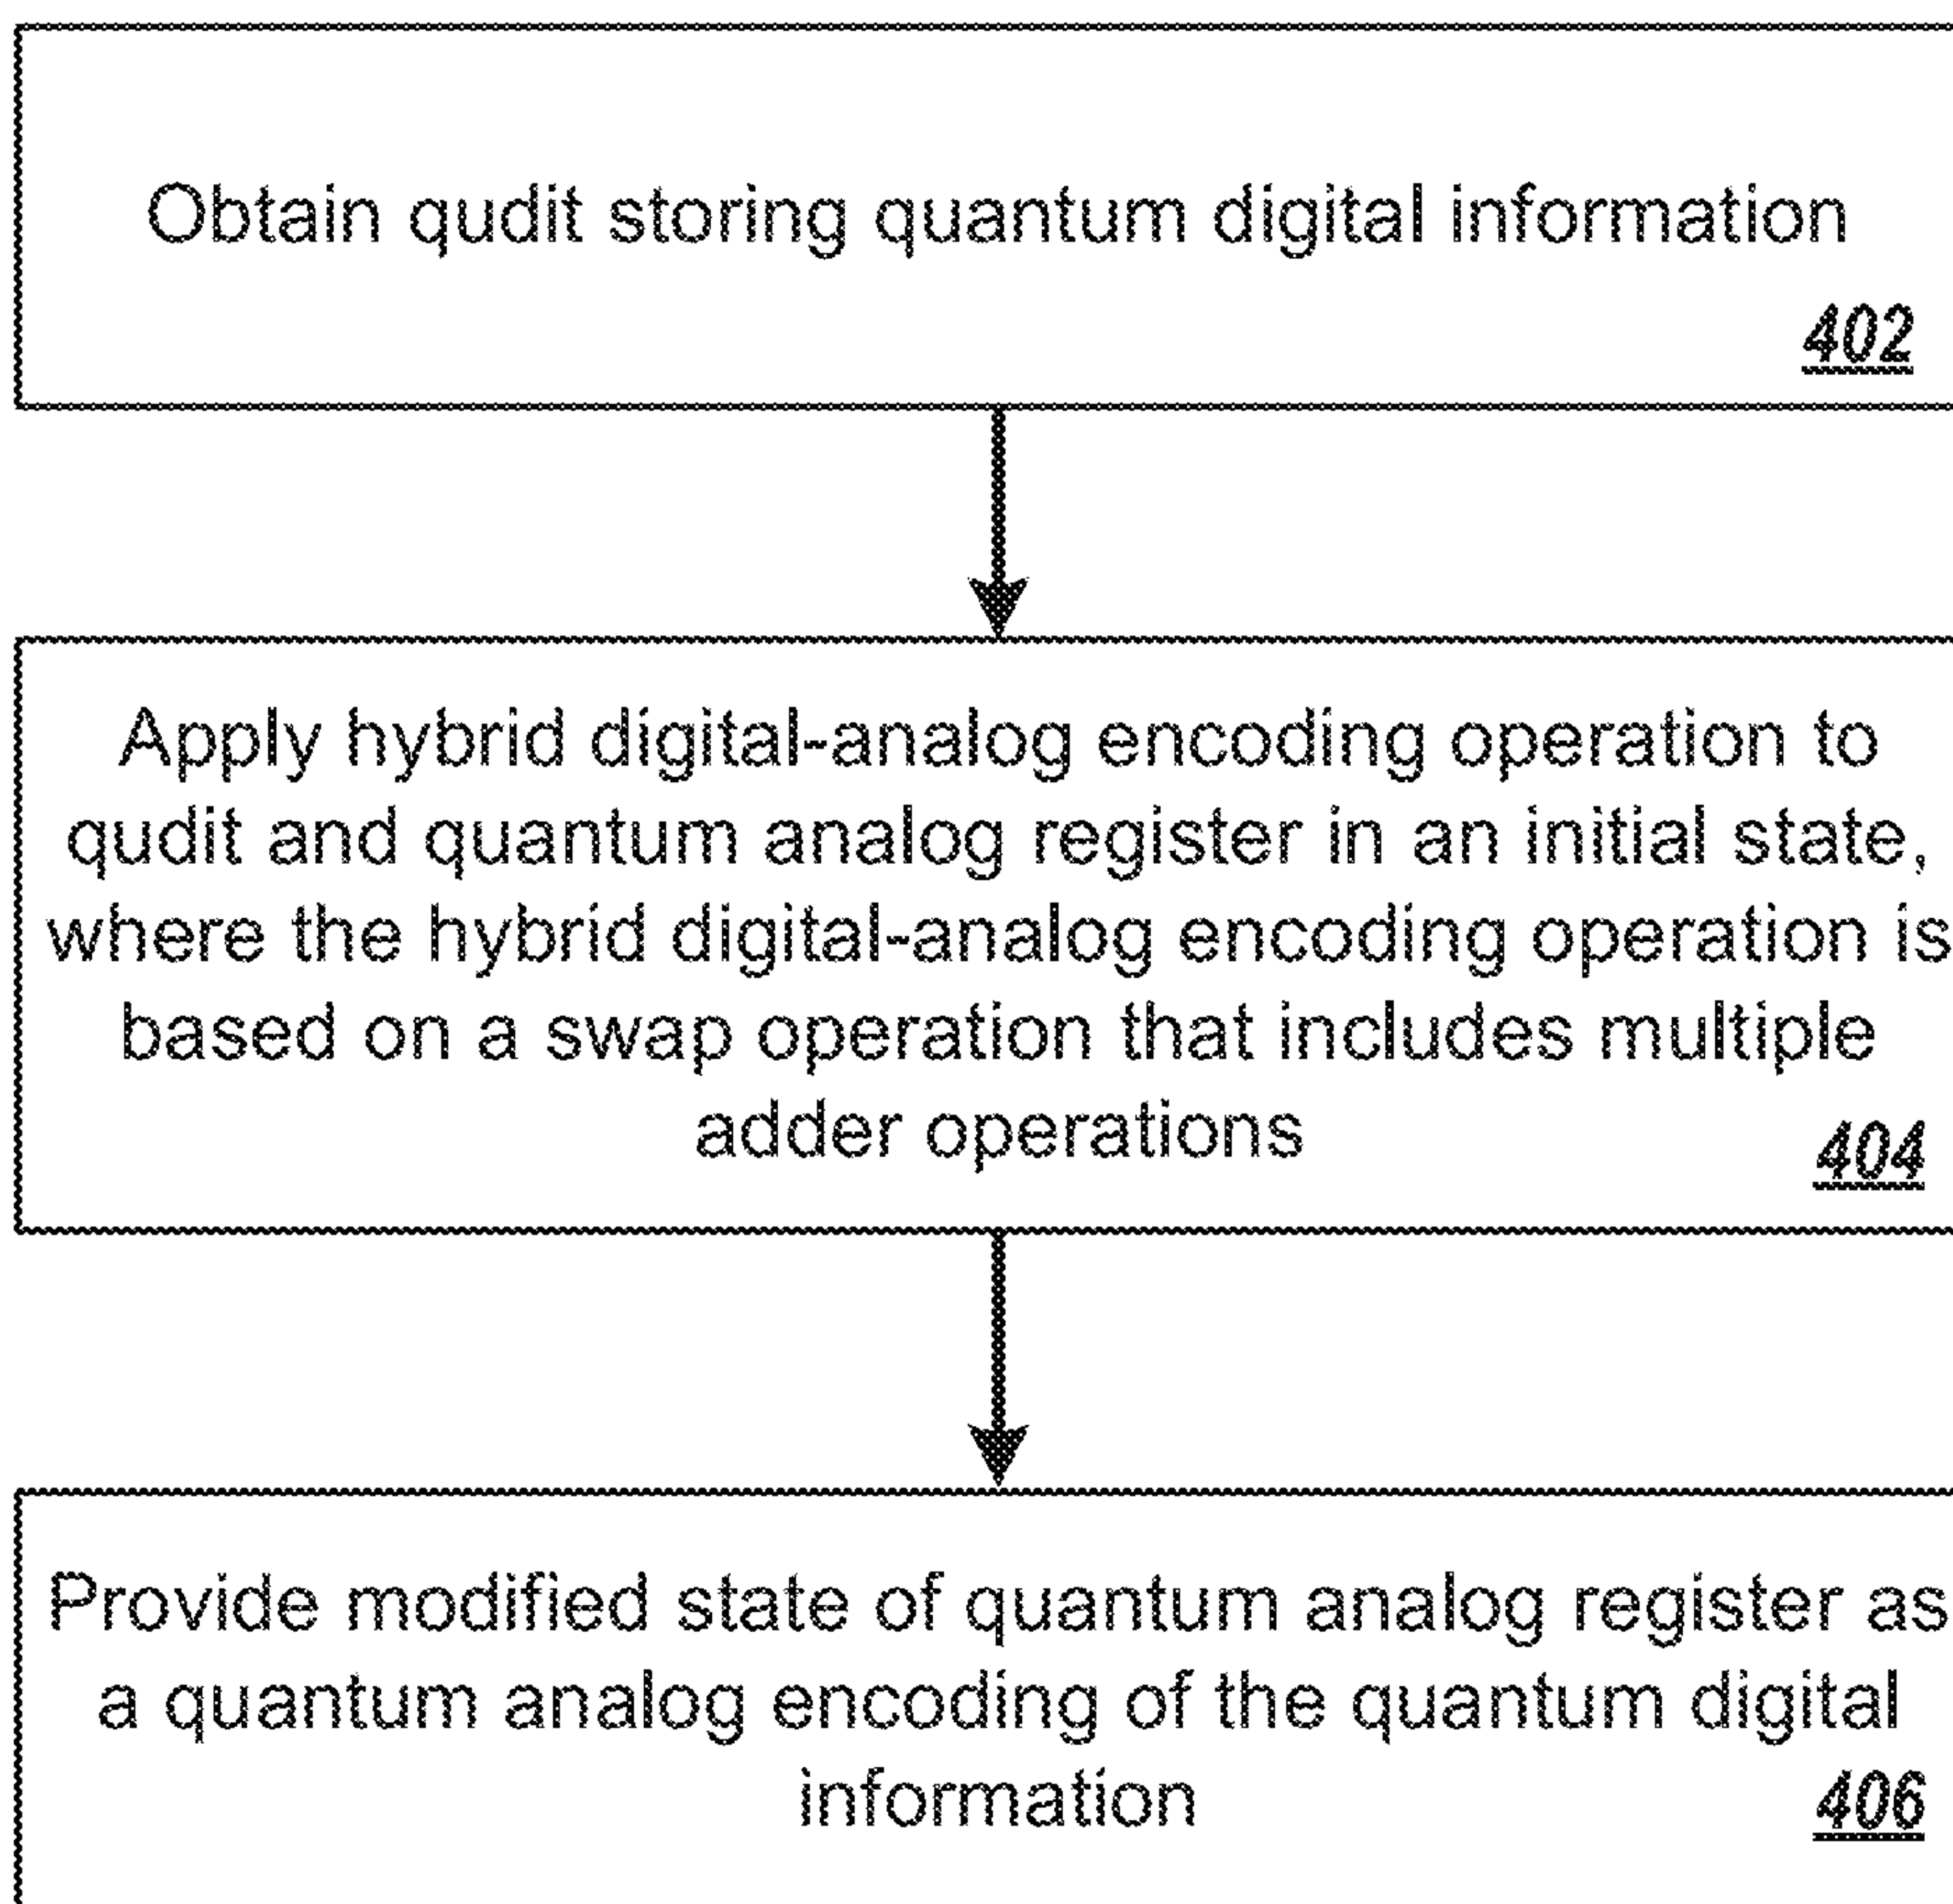 Obtain qudit storing quantum digital information
402
Apply hybrid digital-analog encoding operation to
qudit and quantum analog register in an initial state,
where the hybrid digital-analog encoding operation is
based on a swap operation that includes multiple
adder operations
404
Provide modified state of quantum analog register as
a quantum analog encoding of the quantum digital
information
406